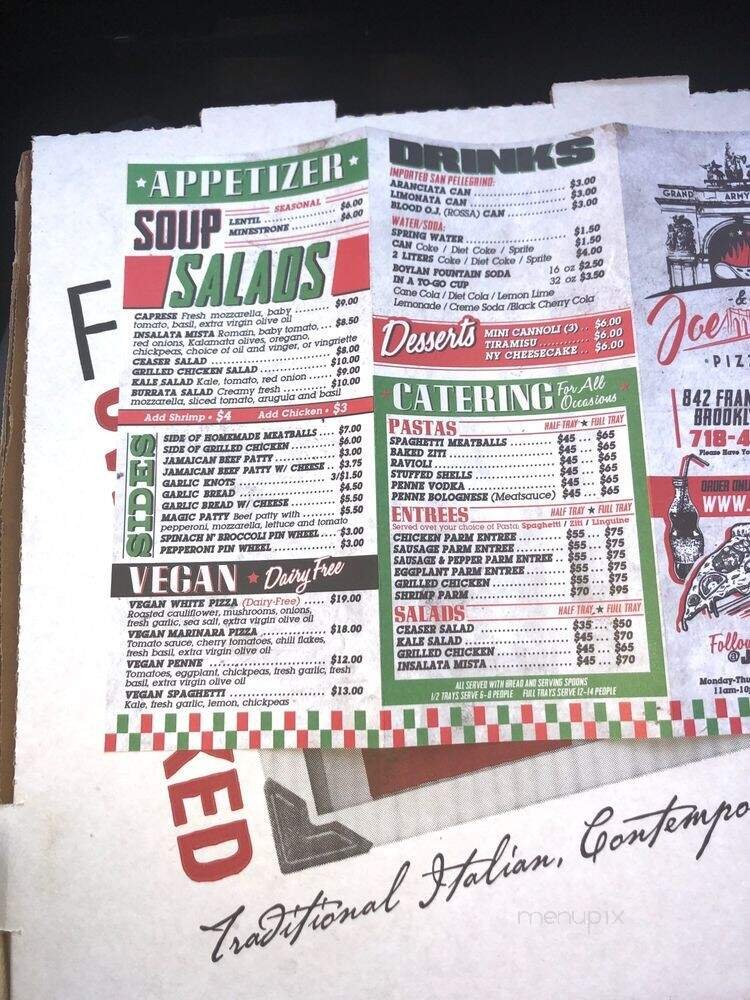 ★APPETIZER★
SOUP
SEASONAL
LENTIL $6.00
MINESTRONE $6.00
SALADS
CAPRESE Fresh mozzarella, baby $9.00
tomato, basil, extra virgin olive oil
INSALATA MISTA Romain, baby tomato, $8.50
red onions, Kalamata olives, oregano,
chickpeas, choice of oil and vinger, or vingriette
CEASER SALAD $8.00
GRILLED CHICKEN SALAD $10.00
KALE SALAD Kale, tomato, red onion $9.00
BURRATA SALAD Creamy fresh $10.00
mozzarella, sliced tomato, arugula and basil
Add Shrimp • $4 Add Chicken • $3
SIDES
SIDE OF HOMEMADE MEATBALLS $7.00
SIDE OF GRILLED CHICKEN $6.00
JAMAICAN BEEF PATTY $3.00
JAMAICAN BEEF PATTY W/ CHEESE $3.75
GARLIC KNOTS 3/$1.50
GARLIC BREAD $4.50
GARLIC BREAD W/ CHEESE $5.50
MAGIC PATTY Beef patty with $5.50
pepperoni, mozzarella, lettuce and tomato
SPINACH N' BROCCOLI PIN WHEEL $3.00
PEPPERONI PIN WHEEL $3.00
VEGAN ★ Dairy Free
VEGAN WHITE PIZZA (Dairy-Free) $19.00
Roasted cauliflower, mushrooms, onions,
fresh garlic, sea salt, extra virgin olive oil
VEGAN MARINARA PIZZA $18.00
Tomato sauce, cherry tomatoes, chili flakes,
fresh basil, extra virgin olive oil
VEGAN PENNE $12.00
Tomatoes, eggplant, chickpeas, fresh garlic, fresh
basil, extra virgin olive oil
VEGAN SPAGHETTI $13.00
Kale, fresh garlic, lemon, chickpeas
DRINKS
IMPORTED SAN PELLEGRINO:
ARANCIATA CAN $3.00
LIMONATA CAN $3.00
BLOOD O.J. (ROSSA) CAN $3.00
WATER/SODA:
SPRING WATER $1.50
CAN Coke / Diet Coke / Sprite $1.50
2 LITERS Coke / Diet Coke / Sprite $4.00
BOYLAN FOUNTAIN SODA 16 oz $2.50
IN A TO-GO CUP 32 oz $3.50
Cane Cola / Diet Cola / Lemon Lime
Lemonade / Creme Soda /Black Cherry Cola
Desserts
MINI CANNOLI (3) $6.00
TIRAMISU $6.00
NY CHEESECAKE $6.00
CATERING For All
Occasions
PASTAS HALF TRAY ★ FULL TRAY
SPAGHETTI MEATBALLS $45 ... $65
BAKED ZITI $45 ... $65
RAVIOLI $45 ... $65
STUFFED SHELLS $45 ... $65
PENNE VODKA $45 ... $65
PENNE BOLOGNESE (Meatsauce) $45 ... $65
ENTREES HALF TRAY ★ FULL TRAY
Served over your choice of Pasta: Spaghetti / Ziti / Linguine
CHICKEN PARM ENTREE $55 ... $75
SAUSAGE PARM ENTREE $55 ... $75
SAUSAGE & PEPPER PARM ENTREE $55 ... $75
EGGPLANT PARM ENTREE $55 ... $75
GRILLED CHICKEN $55 ... $75
SHRIMP PARM $70 ... $95
SALADS HALF TRAY ★ FULL TRAY
CEASER SALAD $35 ... $50
KALE SALAD $45 ... $70
GRILLED CHICKEN $45 ... $65
INSALATA MISTA $45 ... $70
ALL SERVED WITH BREAD AND SERVING SPOONS
1/2 TRAYS SERVE 6-8 PEOPLE FULL TRAYS SERVE 12-14 PEOPLE
GRAND ARMY
&
Joe
•PIZ
842 FRAN
BROOKL
718-4
Please Have Yo
ORDER ONLI
WWW.
Follow
@
Monday-Thu
11am-10
F
KED
Traditional Italian, Contempo
menupix